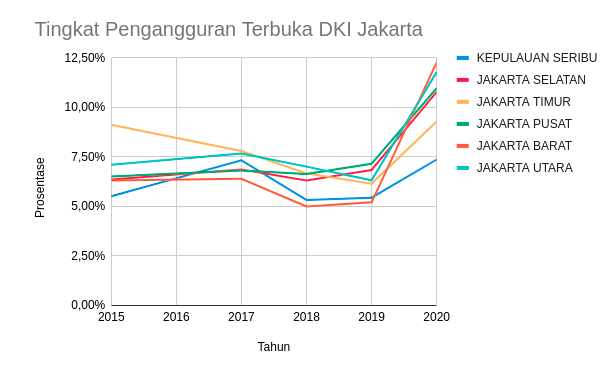 Tingkat Pengangguran Terbuka DKI Jakarta
12,50%
10,00%
7,50%
5,00%
2,50%
0,00%
Prosentase
2015 2016 2017 2018 2019 2020
Tahun
KEPULAUAN SERIBU
JAKARTA SELATAN
JAKARTA TIMUR
JAKARTA PUSAT
JAKARTA BARAT
JAKARTA UTARA